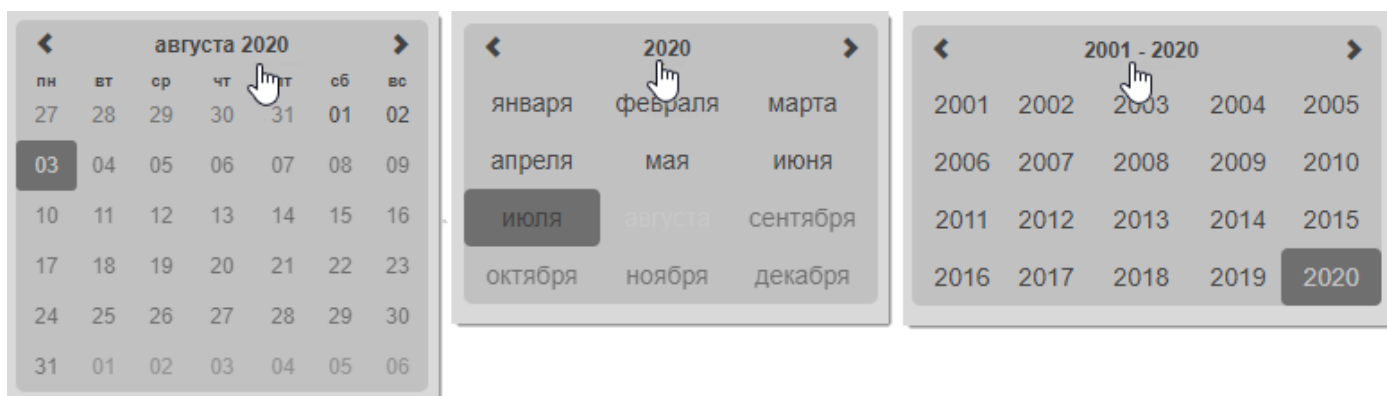 августа 2020
пн вт ср чт пт сб вс
27 28 29 30 31 01 02
03 04 05 06 07 08 09
10 11 12 13 14 15 16
17 18 19 20 21 22 23
24 25 26 27 28 29 30
31 01 02 03 04 05 06
2020
января февраля марта
апреля мая июня
июля августа сентября
октября ноября декабря
2001 - 2020
2001 2002 2003 2004 2005
2006 2007 2008 2009 2010
2011 2012 2013 2014 2015
2016 2017 2018 2019 2020